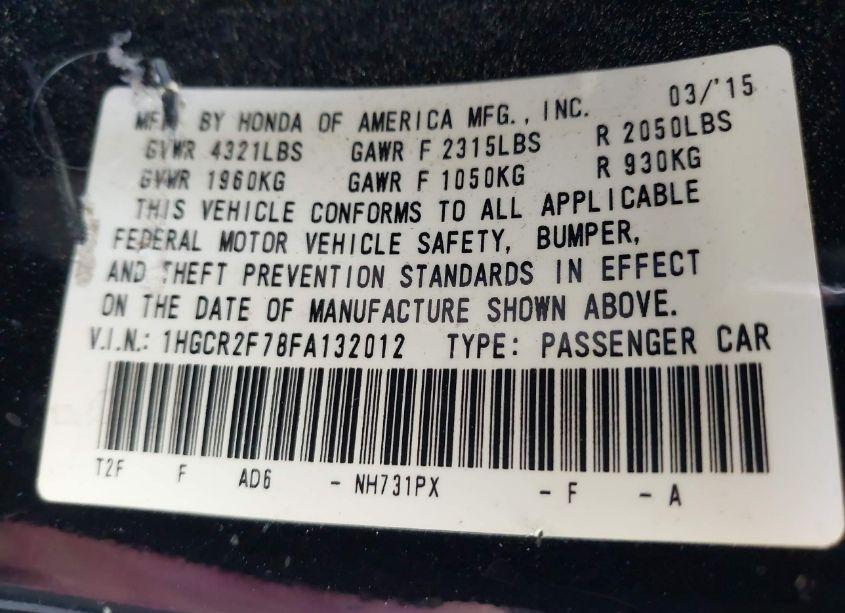 MFD BY HONDA OF AMERICA MFG., INC. 03/'15
GVWR 4321LBS GAWR F 2315LBS R 2050LBS
GVWR 1960KG GAWR F 1050KG R 930KG
THIS VEHICLE CONFORMS TO ALL APPLICABLE
FEDERAL MOTOR VEHICLE SAFETY, BUMPER,
AND THEFT PREVENTION STANDARDS IN EFFECT
ON THE DATE OF MANUFACTURE SHOWN ABOVE.
V.I.N.: 1HGCR2F78FA132012 TYPE: PASSENGER CAR
T2F F AD6 - NH731PX - F - A